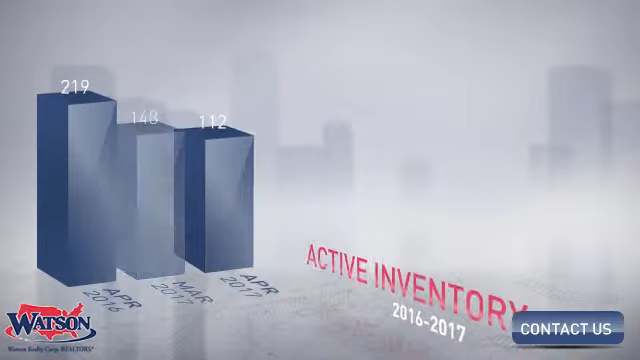 219
148
112
APR
2016
MAR
2017
APR
2017
ACTIVE INVENTORY
2016-2017
WATSON
Watson Realty Corp. REALTORS®
CONTACT US